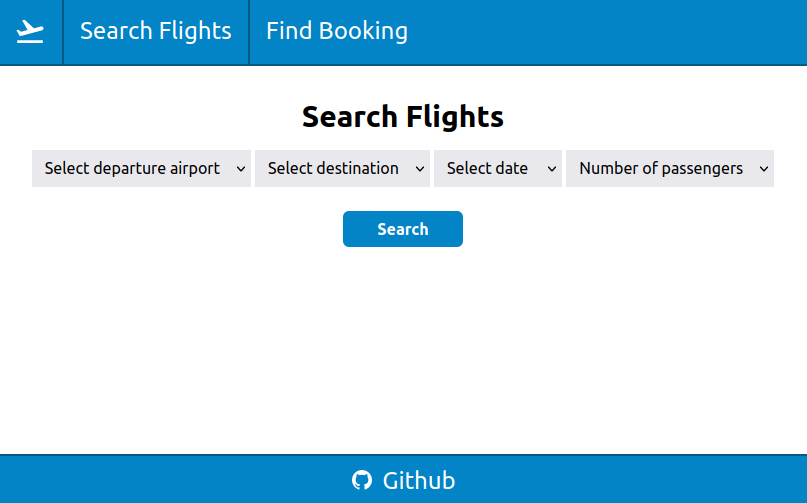 Search Flights Find Booking
Search Flights
Select departure airport Select destination Select date Number of passengers
Search
Github